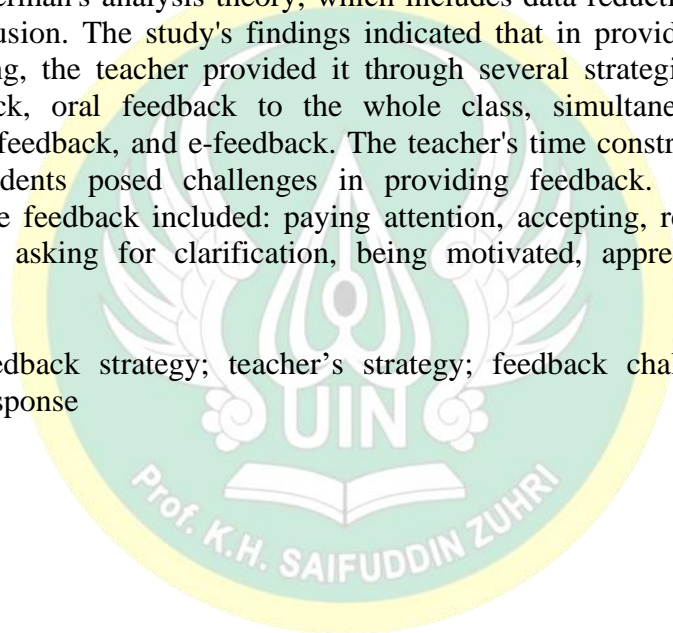 erman's analysis theory, which includes data reducti
usion. The study's findings indicated that in provid
ng, the teacher provided it through several strategi
ck, oral feedback to the whole class, simultane
feedback, and e-feedback. The teacher's time constr
dents posed challenges in providing feedback.
e feedback included: paying attention, accepting, r
asking for clarification, being motivated, appre
edback strategy; teacher's strategy; feedback chal
sponse
UIN
Prof. K.H. SAIFUDDIN ZUHRI